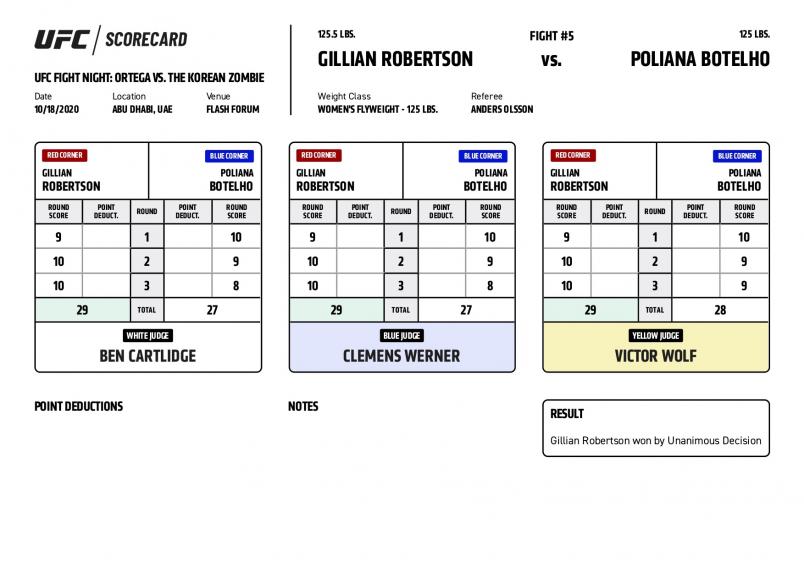 UFC SCORECARD
UFC FIGHT NIGHT: ORTEGA VS. THE KOREAN ZOMBIE
Date Location Venue
10/18/2020 ABU DHABI, UAE FLASH FORUM
125.5 LBS. FIGHT #5 125 LBS.
GILLIAN ROBERTSON VS. POLIANA BOTELHO
Weight Class Referee
WOMEN'S FLYWEIGHT - 125 LBS. ANDERS OLSSON
RED CORNER BLUE CORNER
GILLIAN POLIANA
ROBERTSON BOTELHO
ROUND SCORE POINT DEDUCT. ROUND POINT DEDUCT. ROUND SCORE
9 1 10
10 2 9
10 3 8
29 TOTAL 27
WHITE JUDGE
BEN CARTLIDGE
RED CORNER BLUE CORNER
GILLIAN POLIANA
ROBERTSON BOTELHO
ROUND SCORE POINT DEDUCT. ROUND POINT DEDUCT. ROUND SCORE
9 1 10
10 2 9
10 3 8
29 TOTAL 27
BLUE JUDGE
CLEMENS WERNER
RED CORNER BLUE CORNER
GILLIAN POLIANA
ROBERTSON BOTELHO
ROUND SCORE POINT DEDUCT. ROUND POINT DEDUCT. ROUND SCORE
9 1 10
10 2 9
10 3 9
29 TOTAL 28
YELLOW JUDGE
VICTOR WOLF
POINT DEDUCTIONS
NOTES
RESULT
Gillian Robertson won by Unanimous Decision